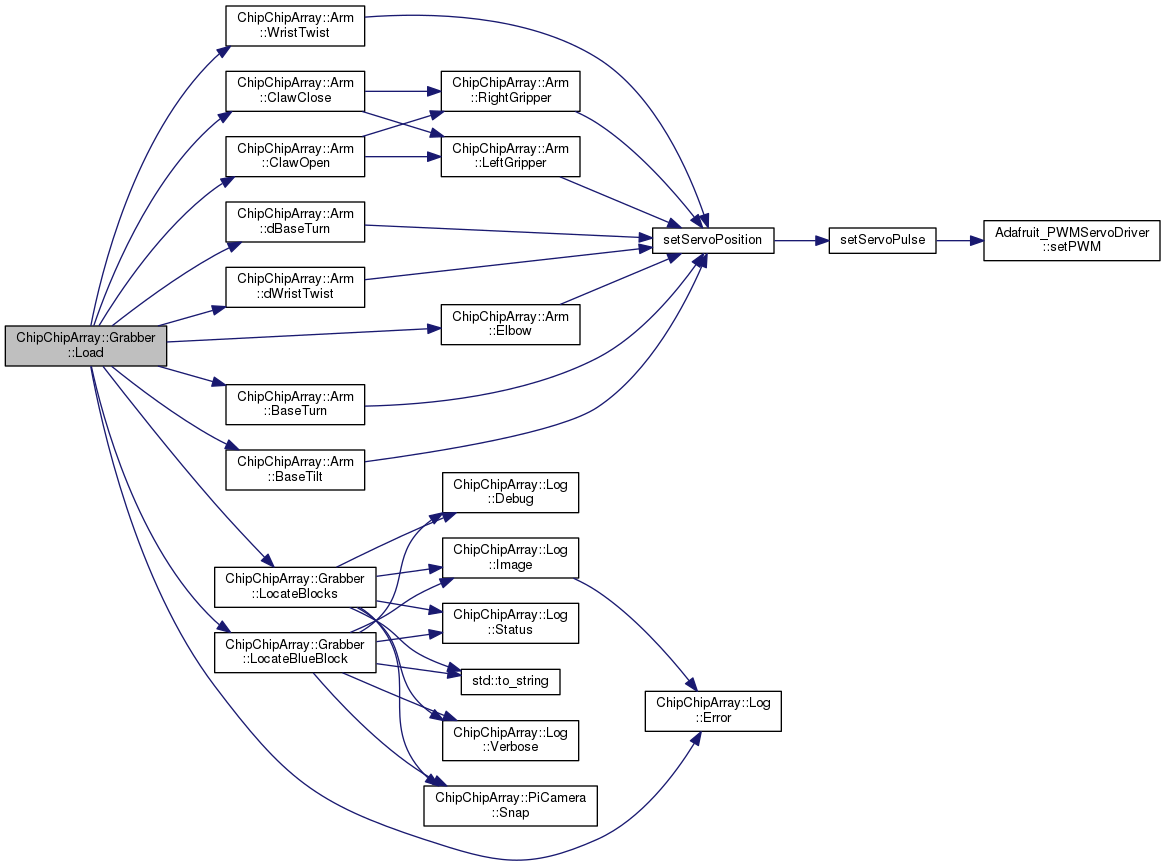 ChipChipArray::Arm
::WristTwist
ChipChipArray::Arm
::ClawClose
ChipChipArray::Arm
::RightGripper
ChipChipArray::Arm
::ClawOpen
ChipChipArray::Arm
::LeftGripper
ChipChipArray::Arm
::dBaseTurn
setServoPosition
setServoPulse
Adafruit_PWMServoDriver
::setPWM
ChipChipArray::Arm
::dWristTwist
ChipChipArray::Arm
::Elbow
ChipChipArray::Grabber
::Load
ChipChipArray::Arm
::BaseTurn
ChipChipArray::Arm
::BaseTilt
ChipChipArray::Log
::Debug
ChipChipArray::Log
::Image
ChipChipArray::Grabber
::LocateBlocks
ChipChipArray::Log
::Status
ChipChipArray::Grabber
::LocateBlueBlock
std::to_string
ChipChipArray::Log
::Error
ChipChipArray::Log
::Verbose
ChipChipArray::PiCamera
::Snap